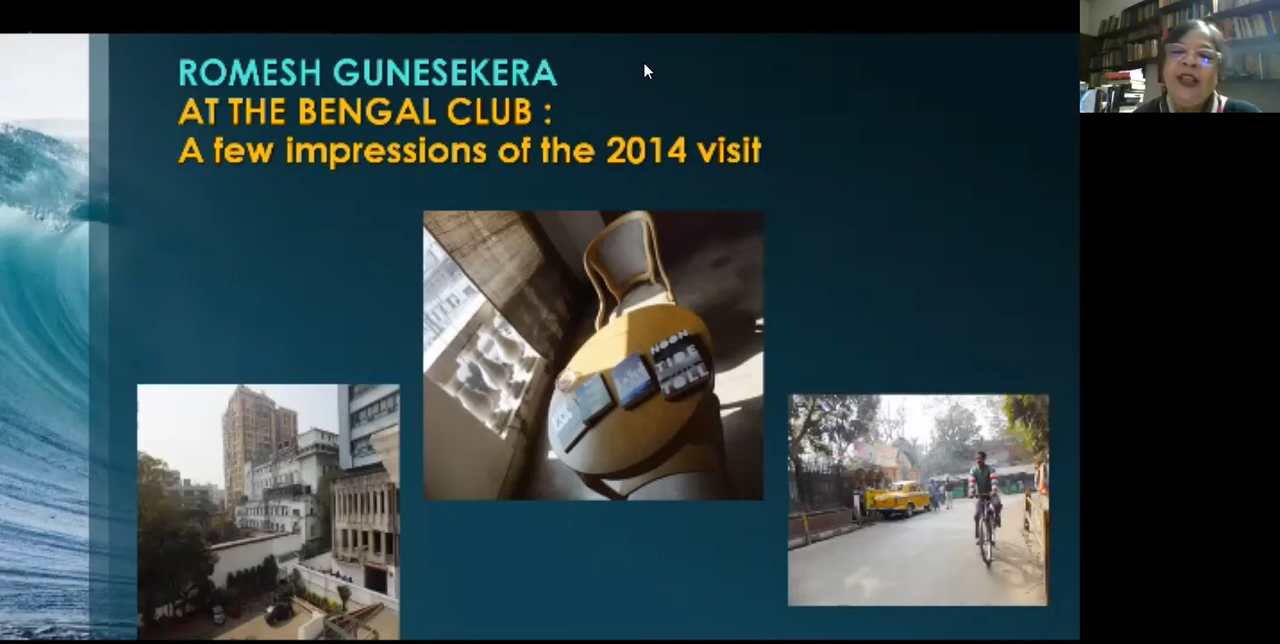 ROMESH GUNESEKERA
AT THE BENGAL CLUB :
A few impressions of the 2014 visit
NOON
TIDE
TOLL